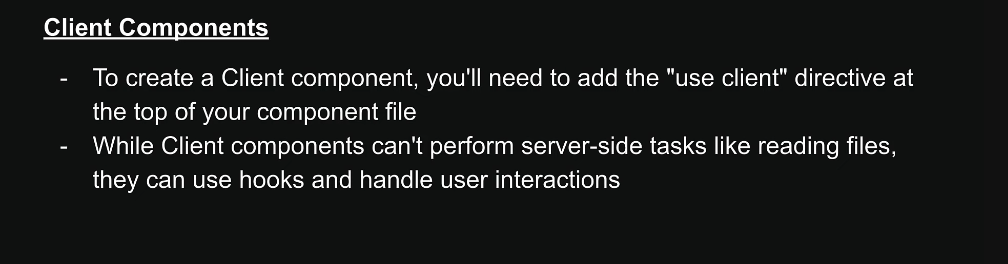 Client Components
- To create a Client component, you'll need to add the "use client" directive at
the top of your component file
- While Client components can't perform server-side tasks like reading files,
they can use hooks and handle user interactions